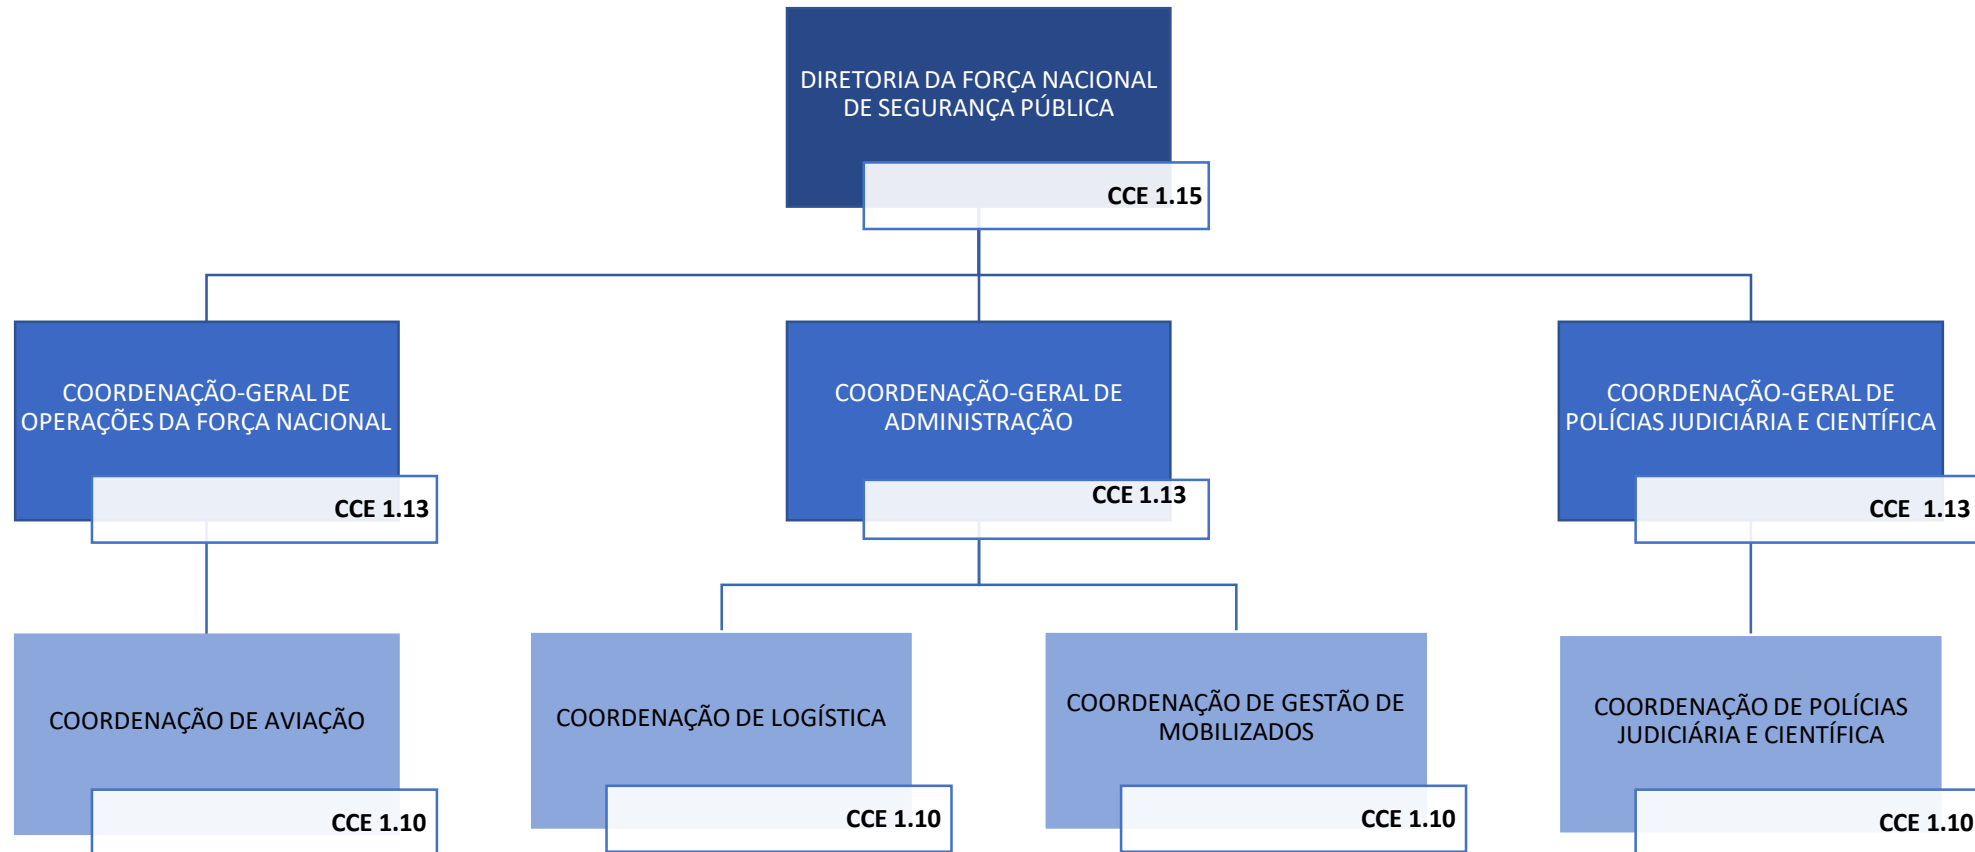 DIRETORIA DA FORÇA NACIONAL
DE SEGURANÇA PÚBLICA
CCE 1.15
COORDENAÇÃO-GERAL DE
OPERAÇÕES DA FORÇA NACIONAL
CCE 1.13
COORDENAÇÃO-GERAL DE
ADMINISTRAÇÃO
CCE 1.13
COORDENAÇÃO-GERAL DE
POLÍCIAS JUDICIÁRIA E CIENTÍFICA
CCE 1.13
COORDENAÇÃO DE AVIAÇÃO
CCE 1.10
COORDENAÇÃO DE LOGÍSTICA
CCE 1.10
COORDENAÇÃO DE GESTÃO DE
MOBILIZADOS
CCE 1.10
COORDENAÇÃO DE POLÍCIAS
JUDICIÁRIA E CIENTÍFICA
CCE 1.10